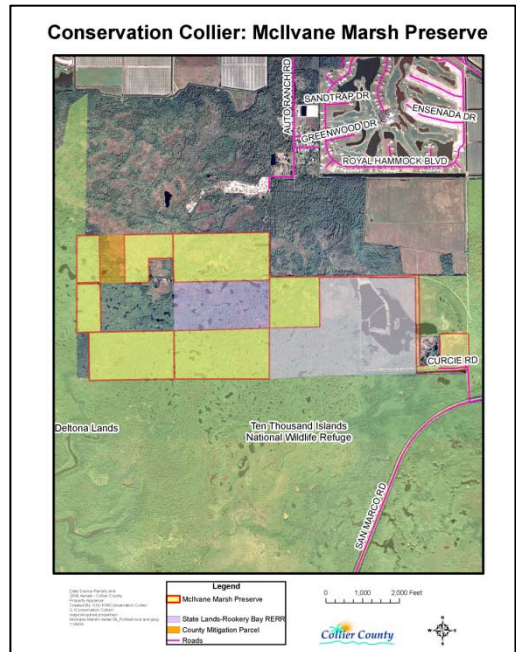 Conservation Collier: McIlvane Marsh Preserve
AUTO RANCH RD
SANDTRAP DR
ENSENADA DR
GREENWOOD DR
ROYAL HAMMOCK BLVD
CURCIE RD
Deltona Lands
Ten Thousand Islands
National Wildlife Refuge
SAN MARCO RD
Legend
McIlvane Marsh Preserve
State Lands-Rookery Bay RERR
County Mitigation Parcel
Roads
0 1,000 2,000 Feet
Collier County
N
W E
S